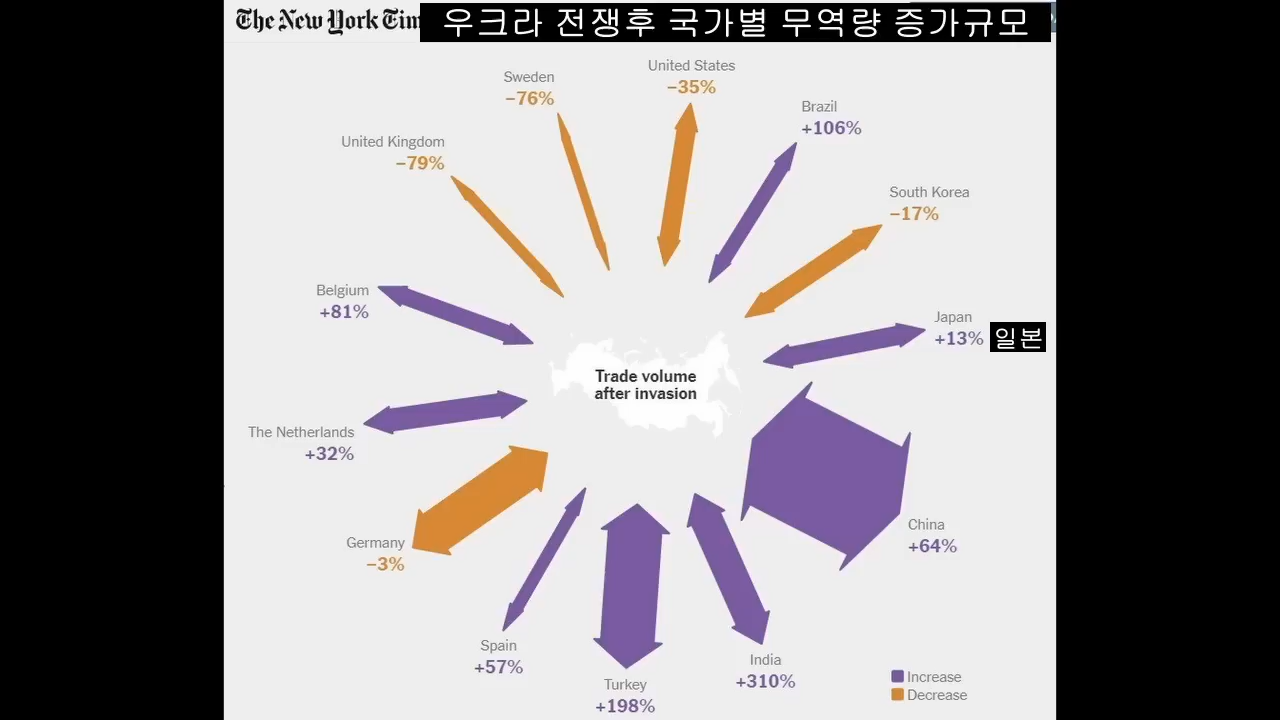 The New York Tim
우크라 전쟁후 국가별 무역량 증가규모
United States
−35%
Sweden
−76%
Brazil
+106%
United Kingdom
−79%
South Korea
−17%
Belgium
+81%
Japan
+13% 일본
Trade volume
after invasion
The Netherlands
+32%
China
+64%
Germany
−3%
Spain
+57%
India
+310%
Turkey
+198%
Increase
Decrease